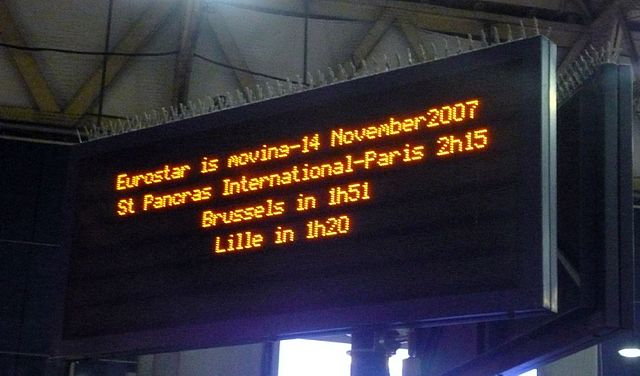 Eurostar is moving-14 November2007
St Pancras International-Paris 2h15
Brussels in 1h51
Lille in 1h20